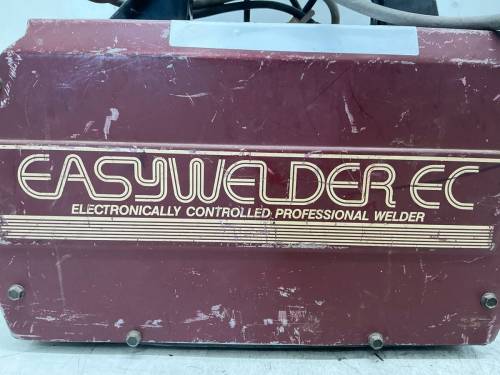 EASYWELDER EC
ELECTRONICALLY CONTROLLED PROFESSIONAL WELDER